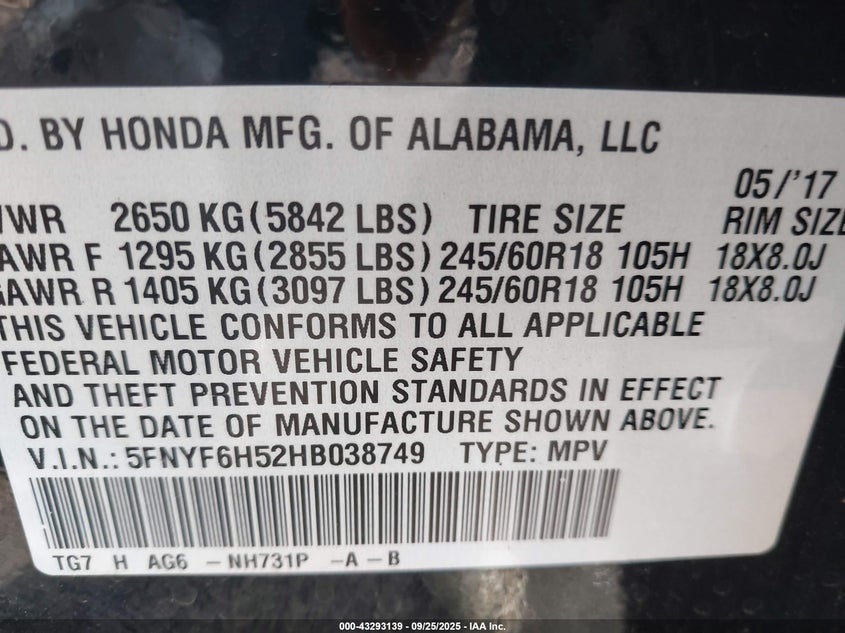 D. BY HONDA MFG. OF ALABAMA, LLC
05/'17
VWR 2650 KG (5842 LBS) TIRE SIZE RIM SIZE
AWR F 1295 KG (2855 LBS) 245/60R18 105H 18X8.0J
GAWR R 1405 KG (3097 LBS) 245/60R18 105H 18X8.0J
THIS VEHICLE CONFORMS TO ALL APPLICABLE
FEDERAL MOTOR VEHICLE SAFETY
AND THEFT PREVENTION STANDARDS IN EFFECT
ON THE DATE OF MANUFACTURE SHOWN ABOVE.
V.I.N.: 5FNYF6H52HB038749 TYPE: MPV
TG7 H AG6 -NH731P -A-B
000-43293139 - 09/25/2025 - IAA Inc.